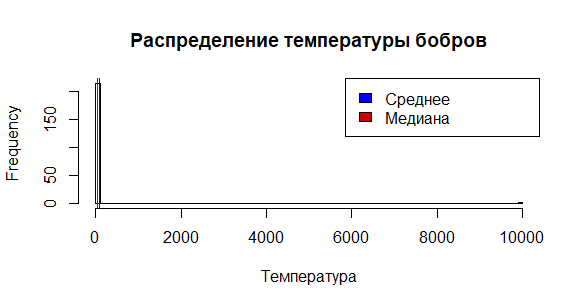 Распределение температуры бобров
Среднее
Медиана
Frequency
150
50
0
0
2000
4000
6000
8000
10000
Температура